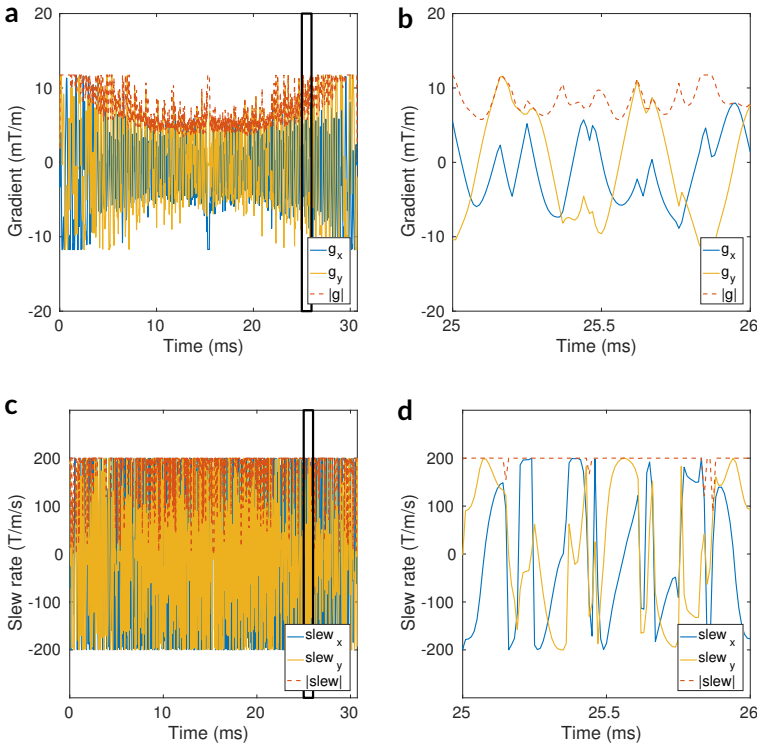 a
Gradient (mT/m)
20
10
0
-10
-20
0
10
20
30
Time (ms)
g x
g y
|g|
b
Gradient (mT/m)
20
10
0
-10
-20
25
25.5
26
Time (ms)
g x
g y
|g|
c
Slew rate (T/m/s)
200
100
0
-100
-200
0
10
20
30
Time (ms)
slew x
slew y
|slew|
d
Slew rate (T/m/s)
200
100
0
-100
-200
25
25.5
26
Time (ms)
slew x
slew y
|slew|